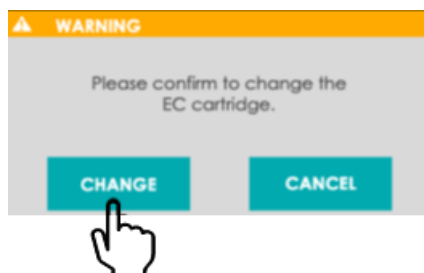 WARNING
Please confirm to change the
EC cartridge.
CHANGE
CANCEL